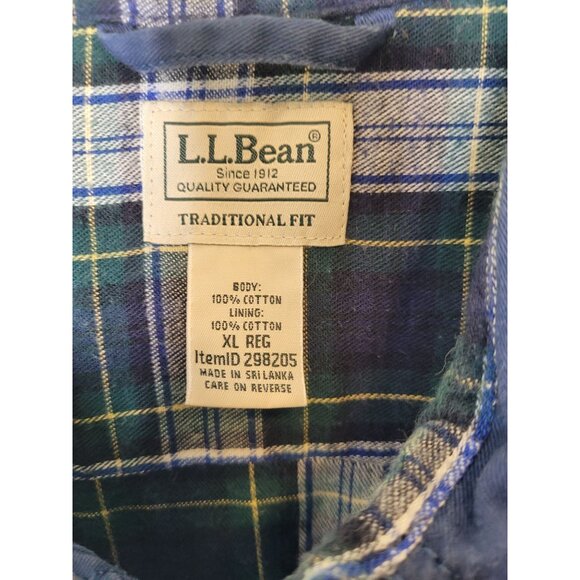 L.L.Bean®
Since 1912
QUALITY GUARANTEED
TRADITIONAL FIT
BODY:
100% COTTON
LINING:
100% COTTON
XL REG
ItemID 298205
MADE IN SRI LANKA
CARE ON REVERSE